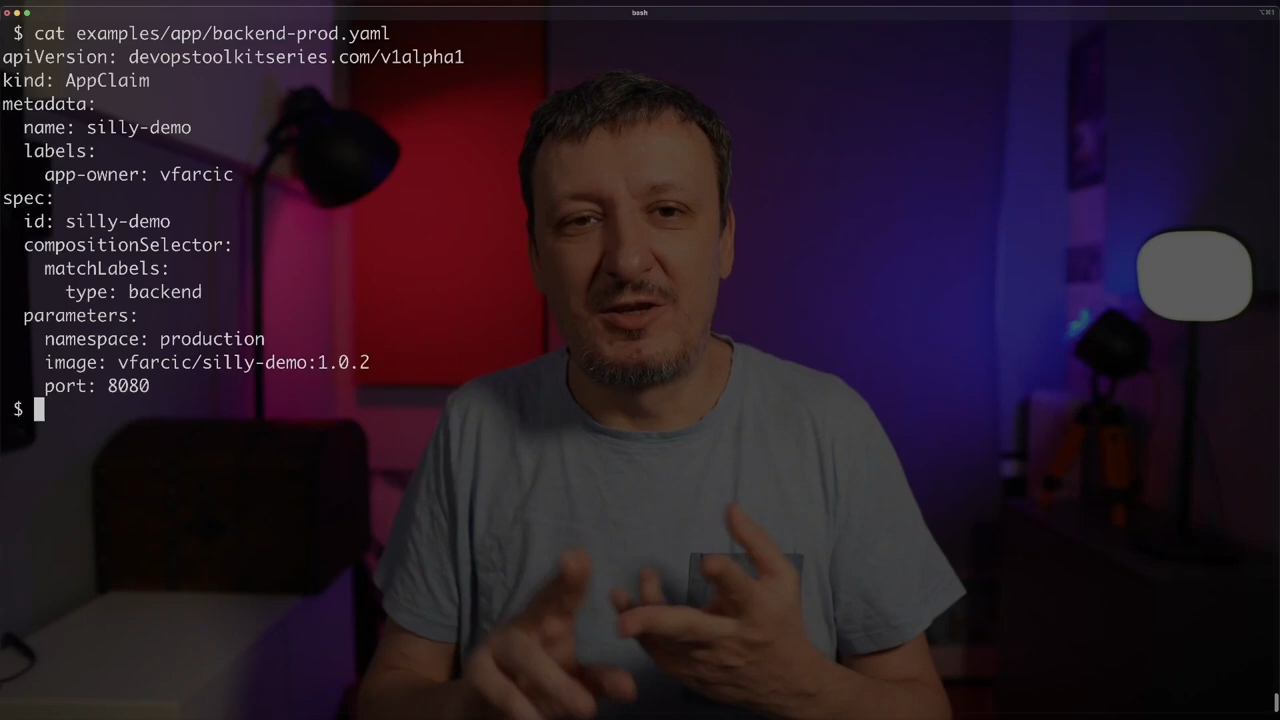 bash
⌥⌘1
$ cat examples/app/backend-prod.yaml
apiVersion: devopstoolkitseries.com/v1alpha1
kind: AppClaim
metadata:
  name: silly-demo
  labels:
    app-owner: vfarcic
spec:
  id: silly-demo
  compositionSelector:
    matchLabels:
      type: backend
  parameters:
    namespace: production
    image: vfarcic/silly-demo:1.0.2
    port: 8080
$